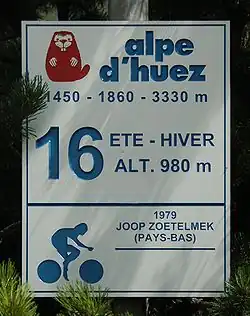 alpe
d'huez
1450 - 1860 - 3330 m
16
ETE - HIVER
ALT. 980 m
1979
JOOP ZOETELMEK
(PAYS-BAS)